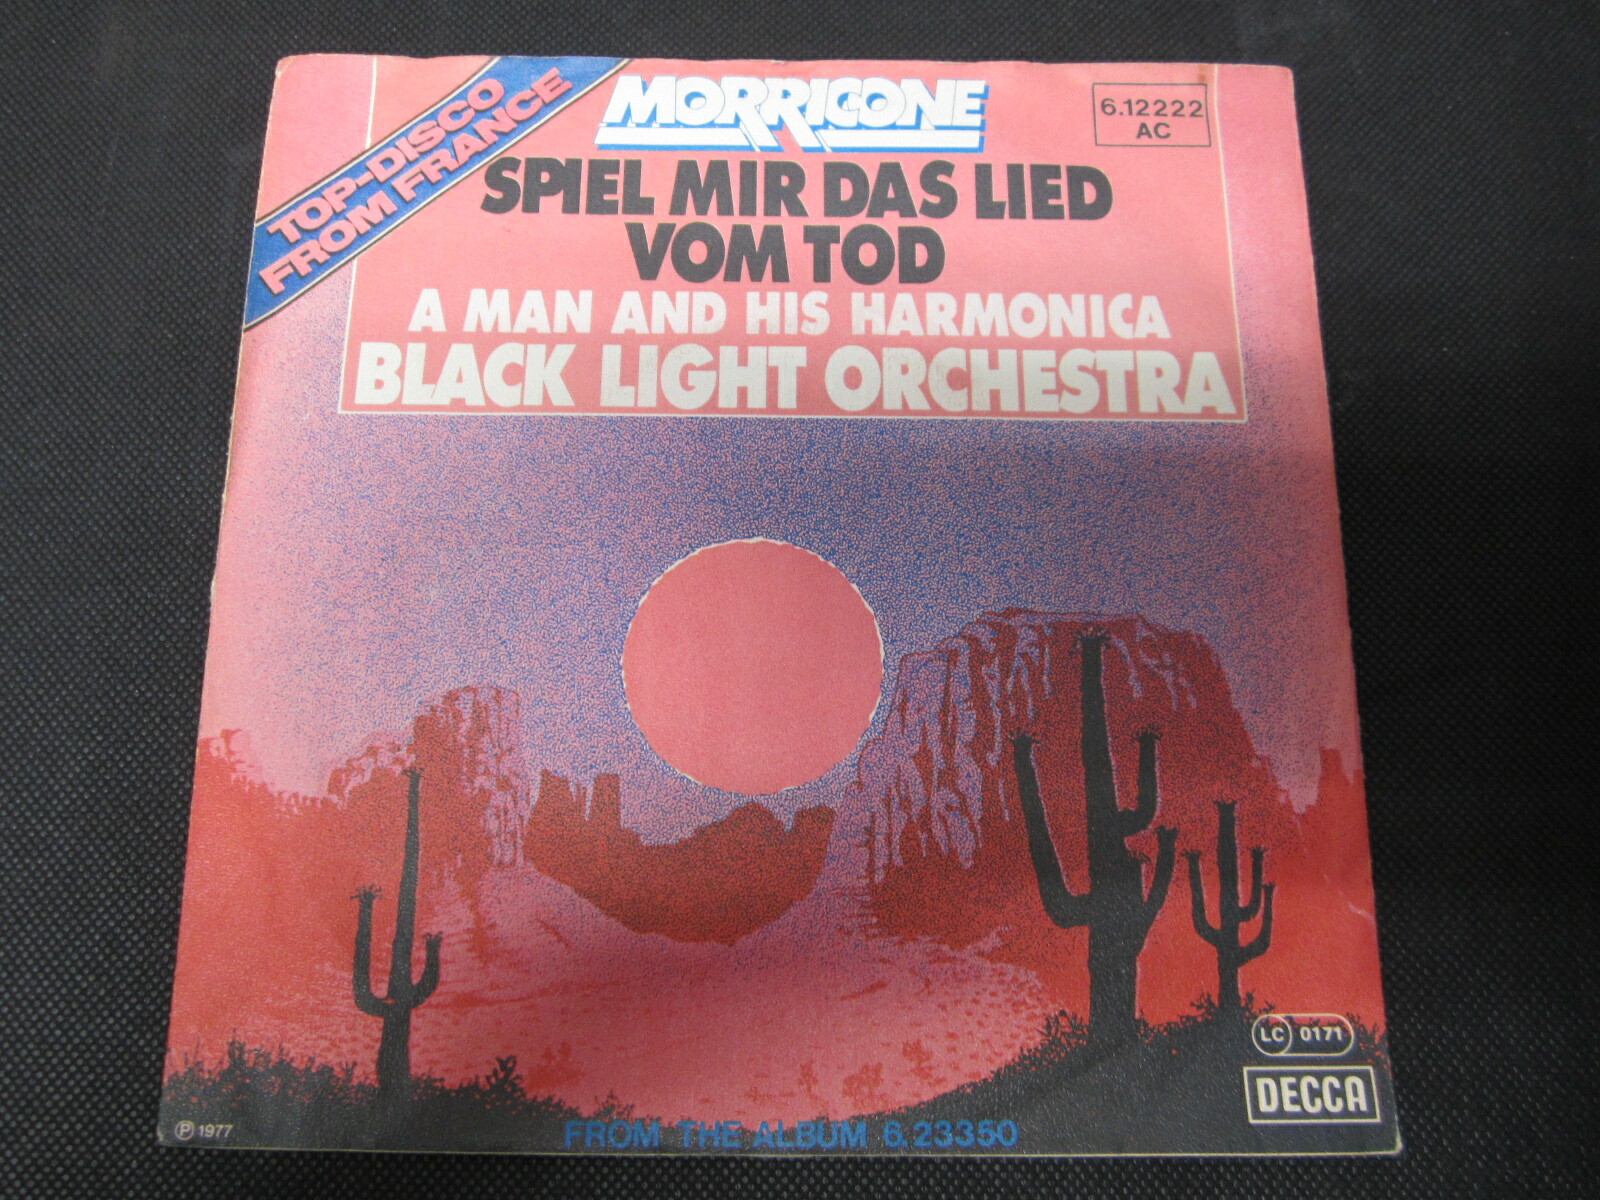 TOP-DISCO
FROM FRANCE
MORRICONE
6.12222
AC
SPIEL MIR DAS LIED
VOM TOD
A MAN AND HIS HARMONICA
BLACK LIGHT ORCHESTRA
LC 0171
DECCA
℗ 1977
FROM THE ALBUM 6.23350